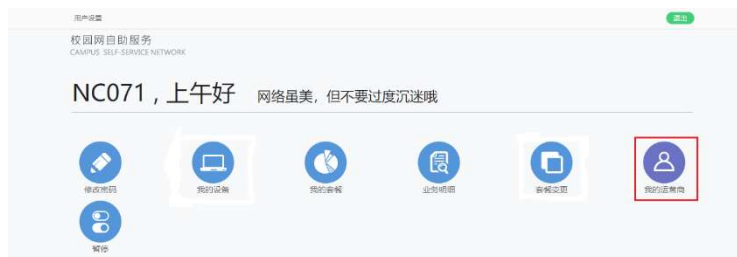 用户设置
退出
校园网自助服务
CAMPUS SELF-SERVICE NETWORK
NC071，上午好 网络虽美，但不要过度沉迷哦
修改密码 我的设备 我的套餐 业务明细 套餐变更 我的运营商
暂停